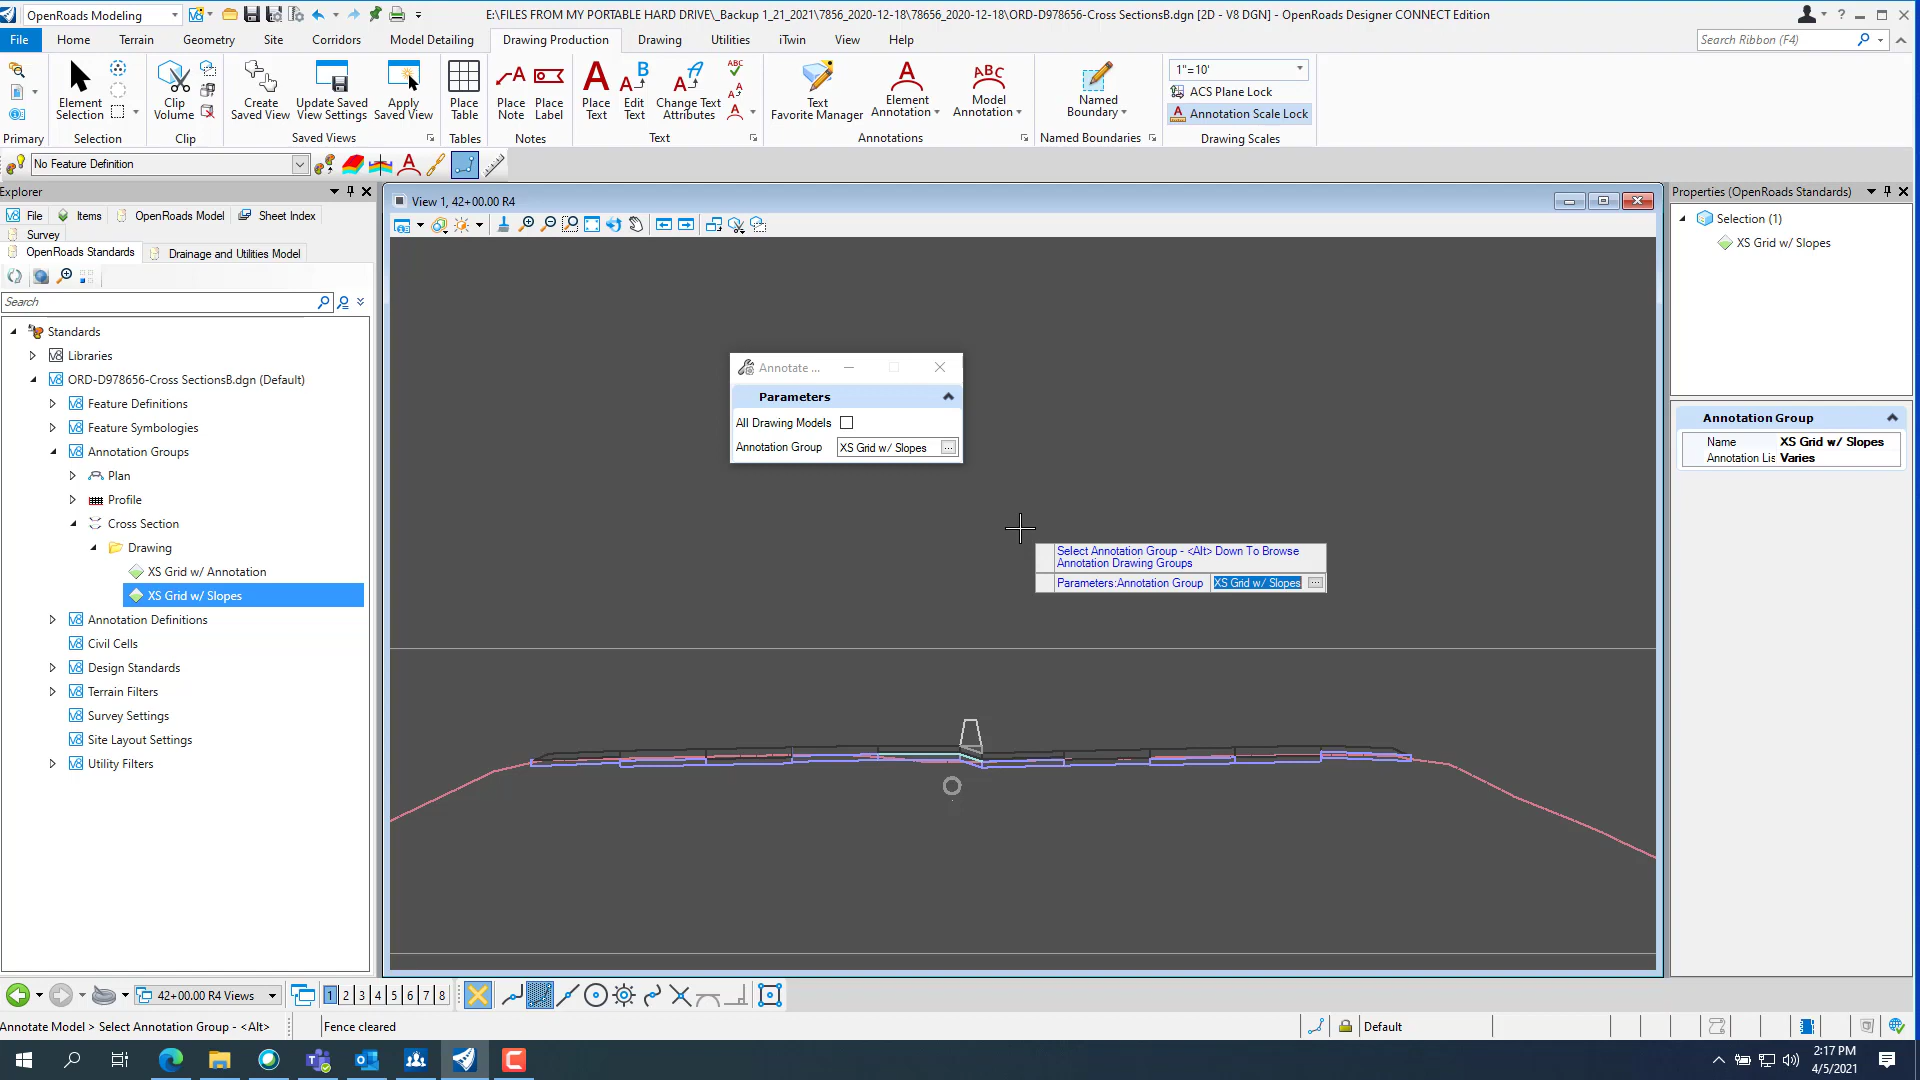 OpenRoads Modeling
E:\FILES FROM MY PORTABLE HARD DRIVE\_Backup 1_21_2021\7856_2020-12-18\78656_2020-12-18\ORD-D978656-Cross SectionsB.dgn [2D - V8 DGN] - OpenRoads Designer CONNECT Edition
File Home Terrain Geometry Site Corridors Model Detailing Drawing Production Drawing Utilities iTwin View Help
Search Ribbon (F4)
Element Selection
Clip Volume
Create Saved View
Update Saved View Settings
Apply Saved View
Place Table
Place Note
Place Label
Place Text
Edit Text
Change Text Attributes
Text Favorite Manager
Element Annotation
Model Annotation
Named Boundary
1"=10'
ACS Plane Lock
Annotation Scale Lock
Primary Selection Clip Saved Views Tables Notes Text Annotations Named Boundaries Drawing Scales
No Feature Definition
Explorer
File Items OpenRoads Model Sheet Index
Survey
OpenRoads Standards Drainage and Utilities Model
Search
Standards
Libraries
ORD-D978656-Cross SectionsB.dgn (Default)
Feature Definitions
Feature Symbologies
Annotation Groups
Plan
Profile
Cross Section
Drawing
XS Grid w/ Annotation
XS Grid w/ Slopes
Annotation Definitions
Civil Cells
Design Standards
Terrain Filters
Survey Settings
Site Layout Settings
Utility Filters
View 1, 42+00.00 R4
Annotate ...
Parameters
All Drawing Models
Annotation Group XS Grid w/ Slopes
Select Annotation Group - <Alt> Down To Browse
Annotation Drawing Groups
Parameters:Annotation Group XS Grid w/ Slopes
Properties (OpenRoads Standards)
Selection (1)
XS Grid w/ Slopes
Annotation Group
Name XS Grid w/ Slopes
Annotation Lis Varies
42+00.00 R4 Views
1 2 3 4 5 6 7 8
Annotate Model > Select Annotation Group - <Alt>
Fence cleared
Default
2:17 PM
4/5/2021